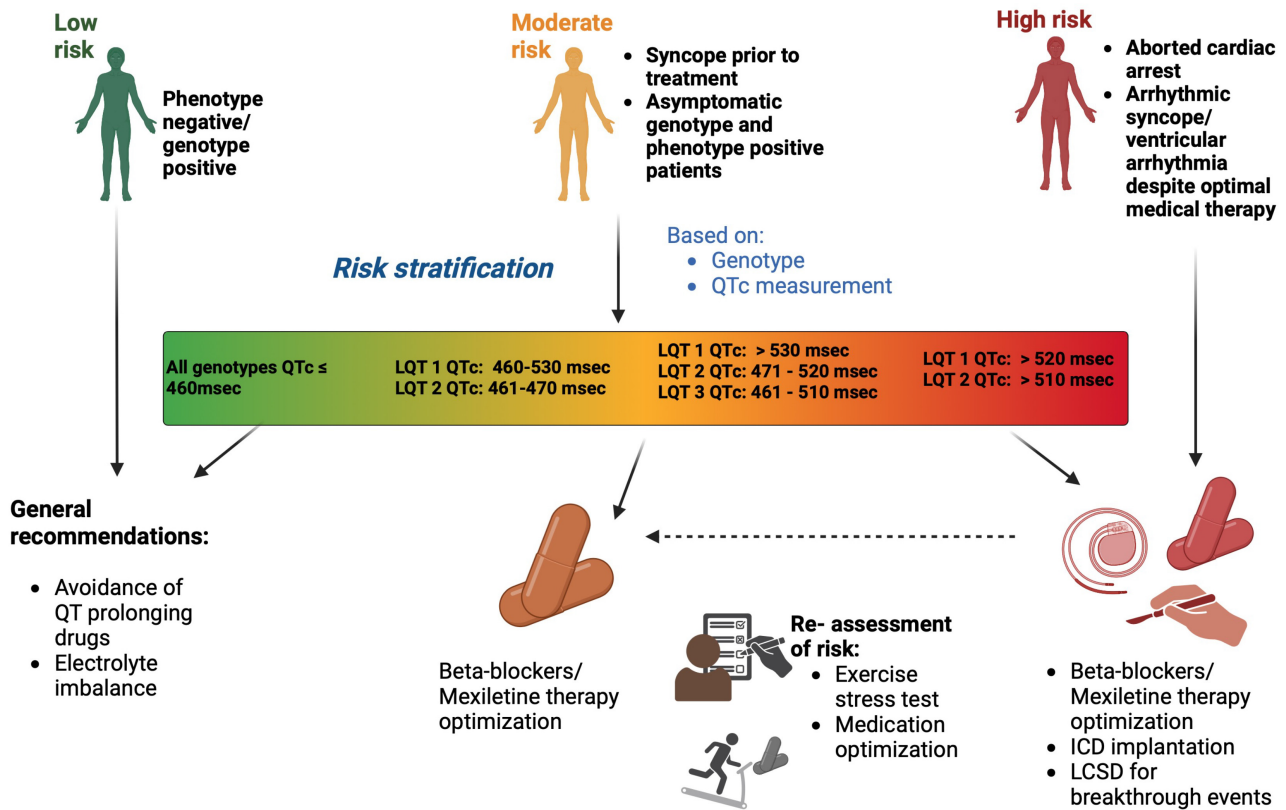 Low
risk
Phenotype
negative/
genotype
positive
Moderate
risk
• Syncope prior to
treatment
• Asymptomatic
genotype and
phenotype positive
patients
High risk
• Aborted cardiac
arrest
• Arrhythmic
syncope/
ventricular
arrhythmia
despite optimal
medical therapy
Risk stratification
Based on:
• Genotype
• QTc measurement
All genotypes QTc ≤
460msec
LQT 1 QTc: 460-530 msec
LQT 2 QTc: 461-470 msec
LQT 1 QTc: > 530 msec
LQT 2 QTc: 471 - 520 msec
LQT 3 QTc: 461 - 510 msec
LQT 1 QTc: > 520 msec
LQT 2 QTc: > 510 msec
General
recommendations:
• Avoidance of
QT prolonging
drugs
• Electrolyte
imbalance
Beta-blockers/
Mexiletine therapy
optimization
Re- assessment
of risk:
• Exercise
stress test
• Medication
optimization
• Beta-blockers/
Mexiletine therapy
optimization
• ICD implantation
• LCSD for
breakthrough events